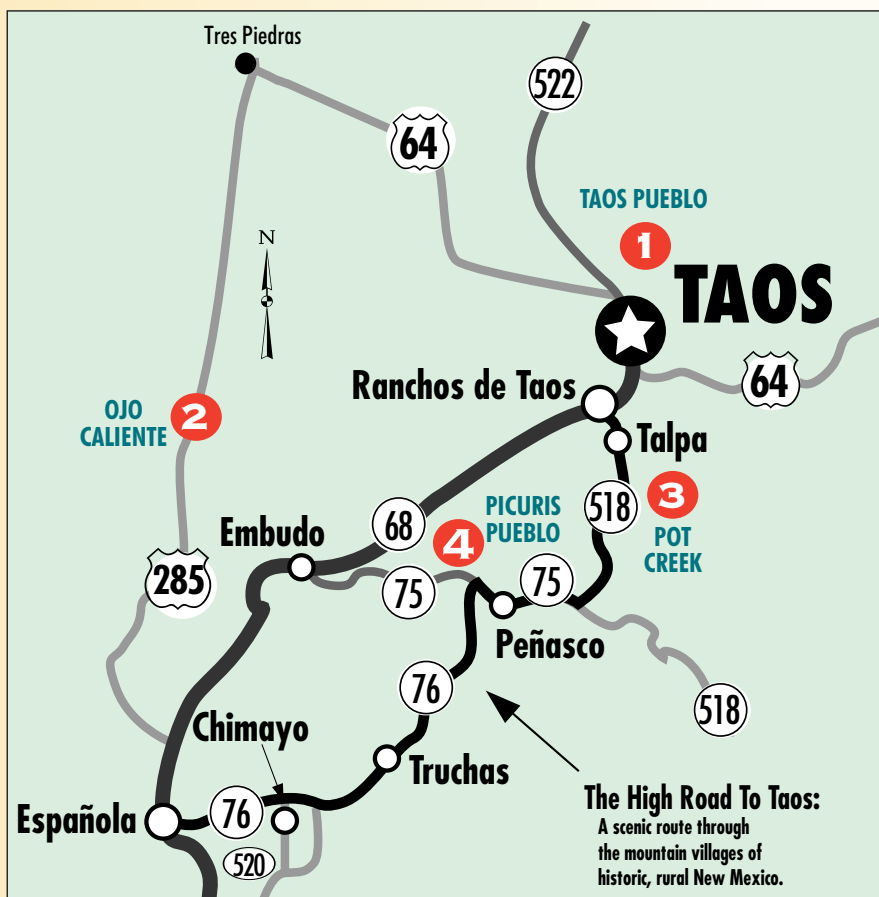 Tres Piedras
522
64
TAOS PUEBLO
1
TAOS
N
64
Ranchos de Taos
OJO
CALIENTE
2
Talpa
518
3
POT
CREEK
68
PICURIS
PUEBLO
4
Embudo
285
75
75
Peñasco
76
518
Chimayo
Truchas
Española
76
520
The High Road To Taos:
A scenic route through
the mountain villages of
historic, rural New Mexico.